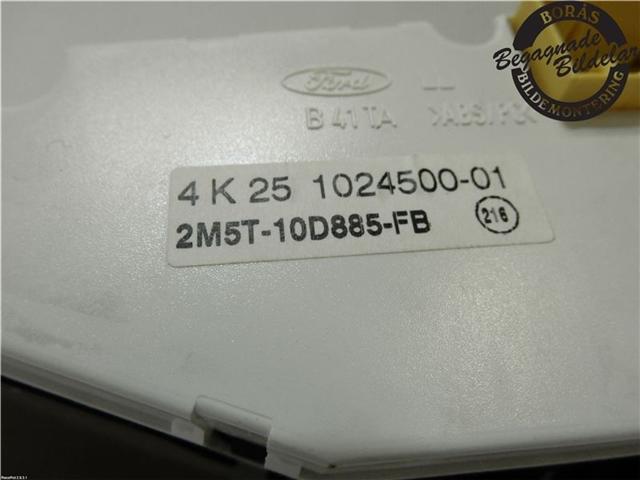 BORÅS
Begagnade
Bildelar
BILDEMONTERING
Ford
B 41 TA
4 K 25 1024500-01
2M5T-10D885-FB
216